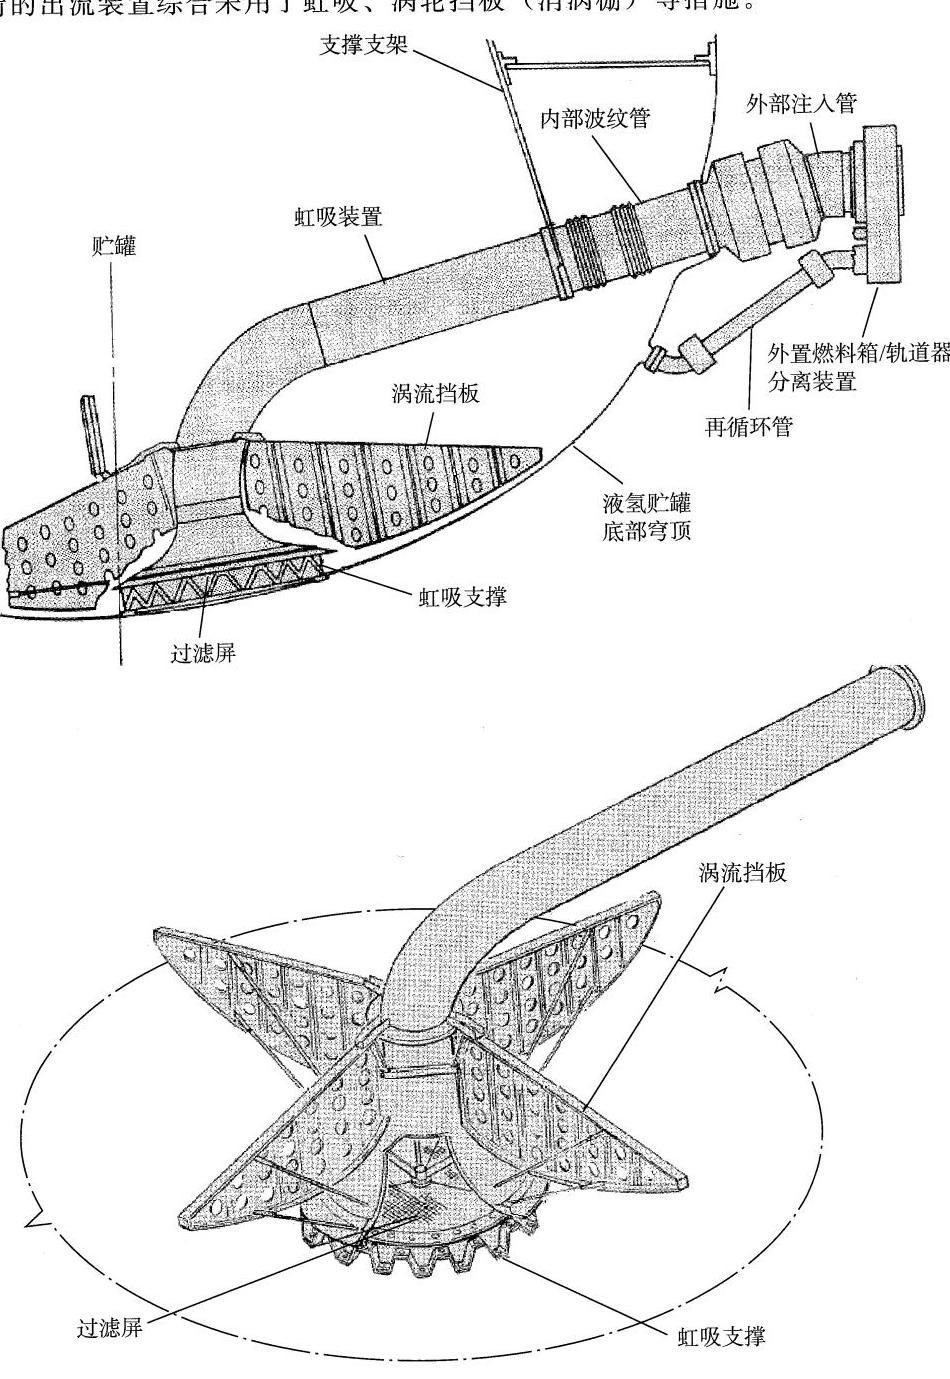 的出流装置综合采用了虹吸、涡轮挡板（消涡栅）等措施。
支撑支架
外部注入管
内部波纹管
虹吸装置
贮罐
外置燃料箱/轨道器
分离装置
涡流挡板
再循环管
液氢贮罐
底部穹顶
虹吸支撑
过滤屏
涡流挡板
过滤屏
虹吸支撑